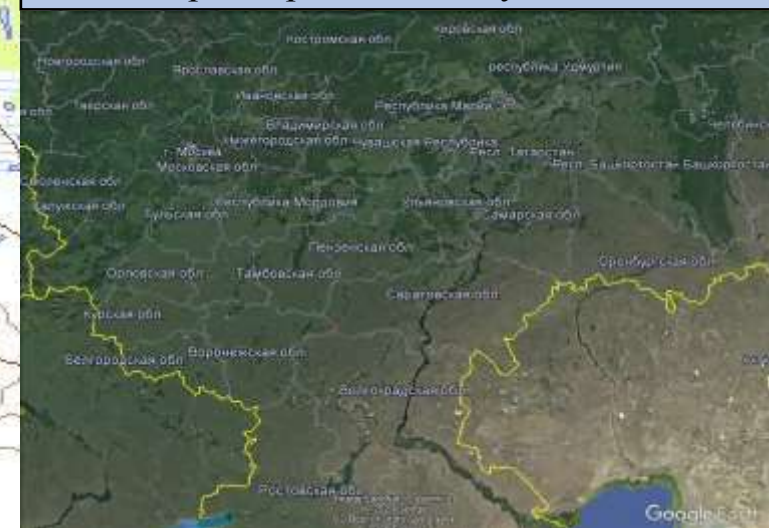 Костромская обл
Кировская обл
Новгородская обл
Ярославская обл
республика Удмуртия
Ивановская обл
Тверская обл
Республика Марий Эл
Владимирская обл
Нижегородская обл
Чувашская Республика
г. Москва
Респ. Татарстан
Московская обл
Респ. Башкортостан
Башкортостан
Смоленская обл
Калужская обл
Республика Мордовия
Ульяновская обл
Тульская обл
Самарская обл
Пензенская обл
Оренбургская обл
Орловская обл
Тамбовская обл
Саратовская обл
Курская обл
Белгородская обл
Воронежская обл
Волгоградская обл
Ростовская обл
Google Earth